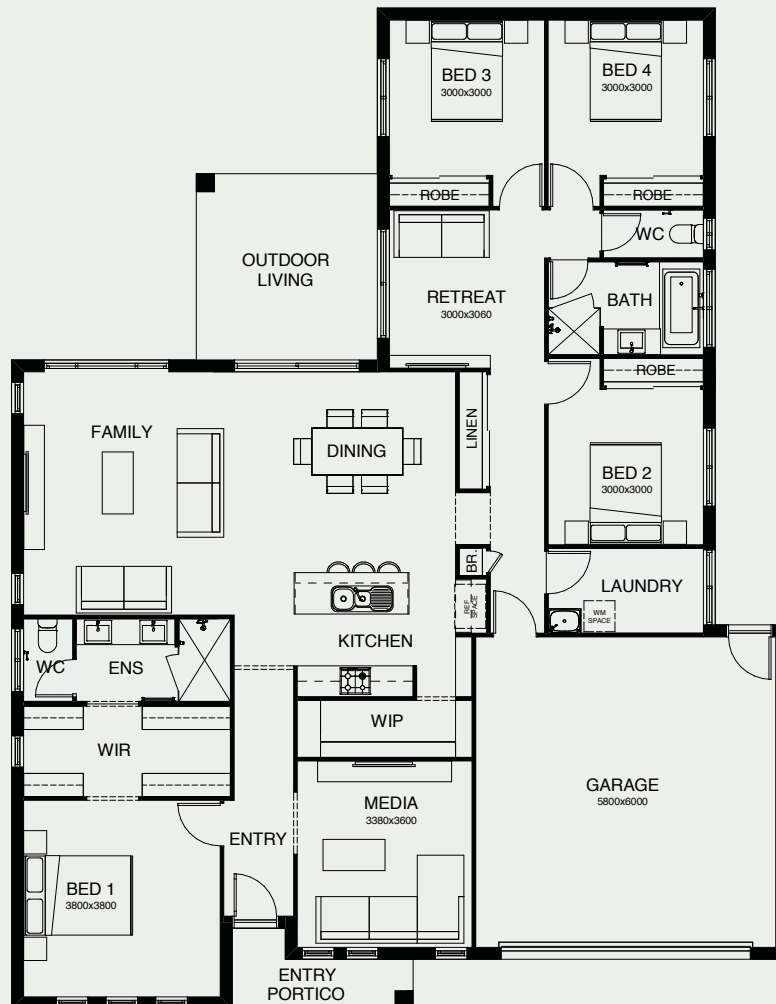 BED 3
3000x3000
BED 4
3000x3000
ROBE
ROBE
WC
OUTDOOR
LIVING
RETREAT
3000x3060
BATH
ROBE
FAMILY
DINING
LINEN
BED 2
3000x3000
BR.
LAUNDRY
REF
SPACE
WM
SPACE
KITCHEN
WC
ENS
WIP
WIR
MEDIA
3380x3600
GARAGE
5800x6000
ENTRY
BED 1
3800x3800
ENTRY
PORTICO